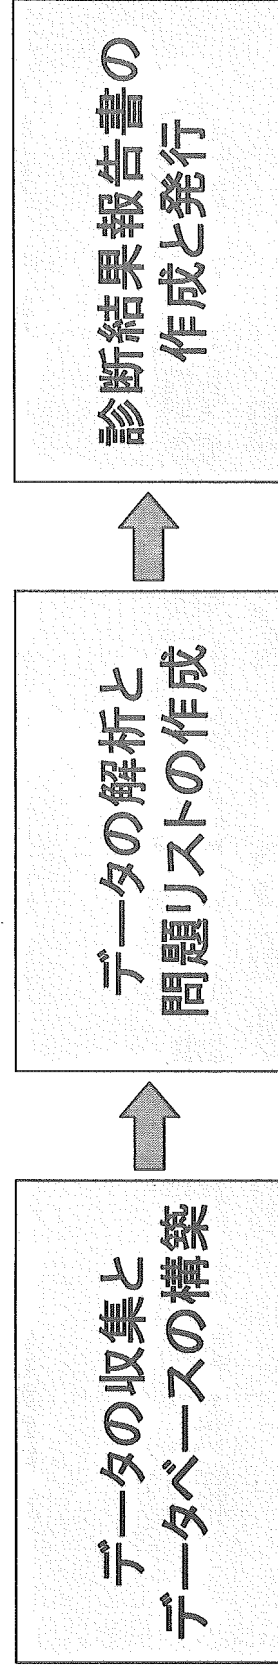 データの収集と
データベースの構築
データの解析と
問題リストの作成
診断結果報告書の
作成と発行